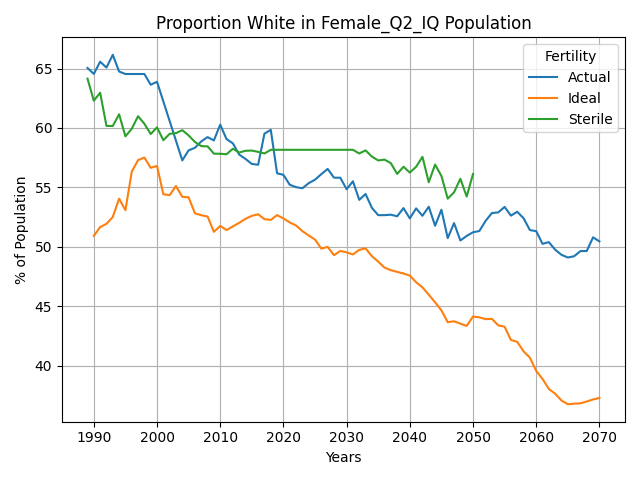 Proportion White in Female_Q2_IQ Population
% of Population
65
60
55
50
45
40
Fertility
Actual
Ideal
Sterile
1990 2000 2010 2020 2030 2040 2050 2060 2070
Years